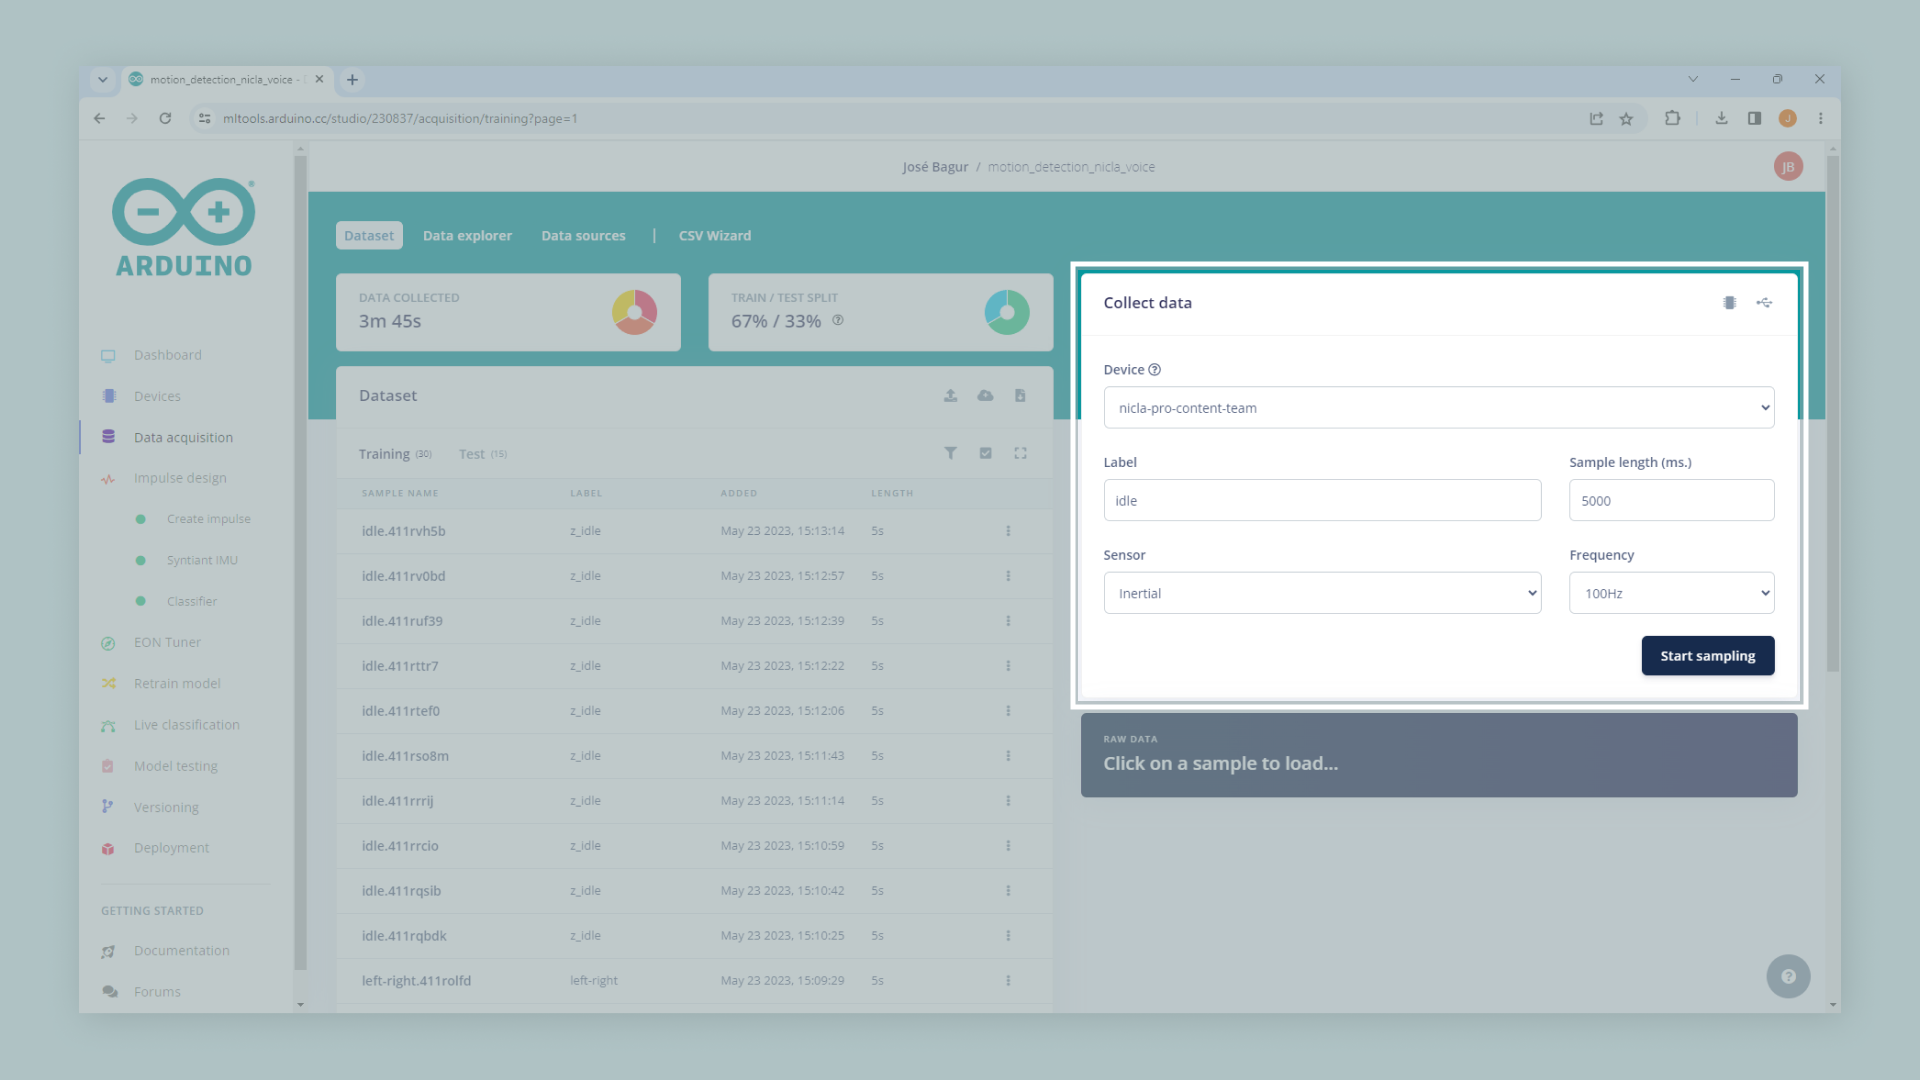 motion_detection_nicla_voice -
mltools.arduino.cc/studio/230837/acquisition/training?page=1
J
ARDUINO
José Bagur / motion_detection_nicla_voice
JB
Dashboard
Devices
Data acquisition
Impulse design
Create impulse
Syntiant IMU
Classifier
EON Tuner
Retrain model
Live classification
Model testing
Versioning
Deployment
GETTING STARTED
Documentation
Forums
Dataset Data explorer Data sources | CSV Wizard
DATA COLLECTED
3m 45s
TRAIN / TEST SPLIT
67% / 33%
Dataset
Training (30) Test (15)
SAMPLE NAME LABEL ADDED LENGTH
idle.411rvh5b z_idle May 23 2023, 15:13:14 5s
idle.411rv0bd z_idle May 23 2023, 15:12:57 5s
idle.411ruf39 z_idle May 23 2023, 15:12:39 5s
idle.411rttr7 z_idle May 23 2023, 15:12:22 5s
idle.411rtef0 z_idle May 23 2023, 15:12:06 5s
idle.411rso8m z_idle May 23 2023, 15:11:43 5s
idle.411rrrij z_idle May 23 2023, 15:11:14 5s
idle.411rrcio z_idle May 23 2023, 15:10:59 5s
idle.411rqsib z_idle May 23 2023, 15:10:42 5s
idle.411rqbdk z_idle May 23 2023, 15:10:25 5s
left-right.411rolfd left-right May 23 2023, 15:09:29 5s
Collect data
Device
nicla-pro-content-team
Label
idle
Sample length (ms.)
5000
Sensor
Inertial
Frequency
100Hz
Start sampling
RAW DATA
Click on a sample to load...